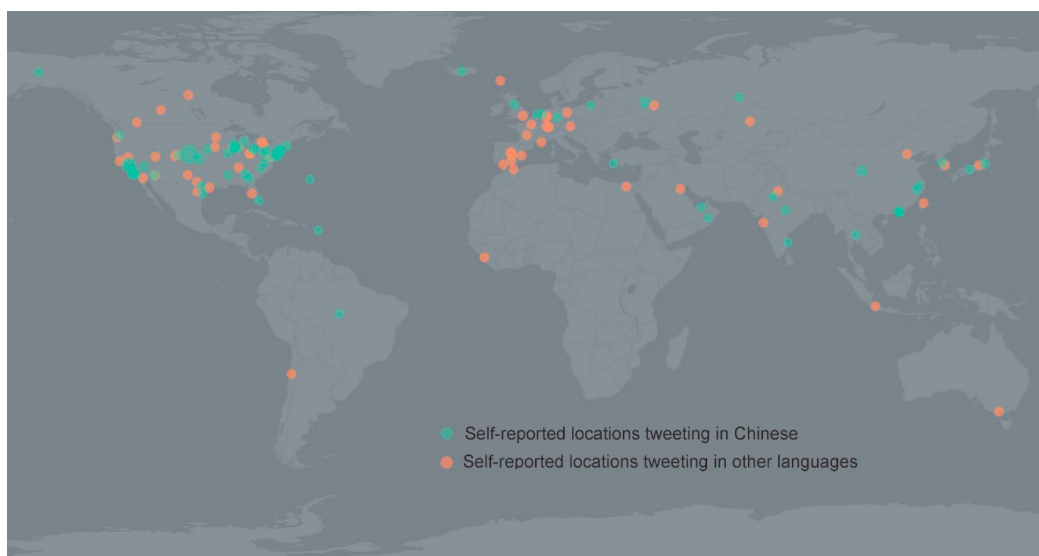 Self-reported locations tweeting in Chinese
Self-reported locations tweeting in other languages